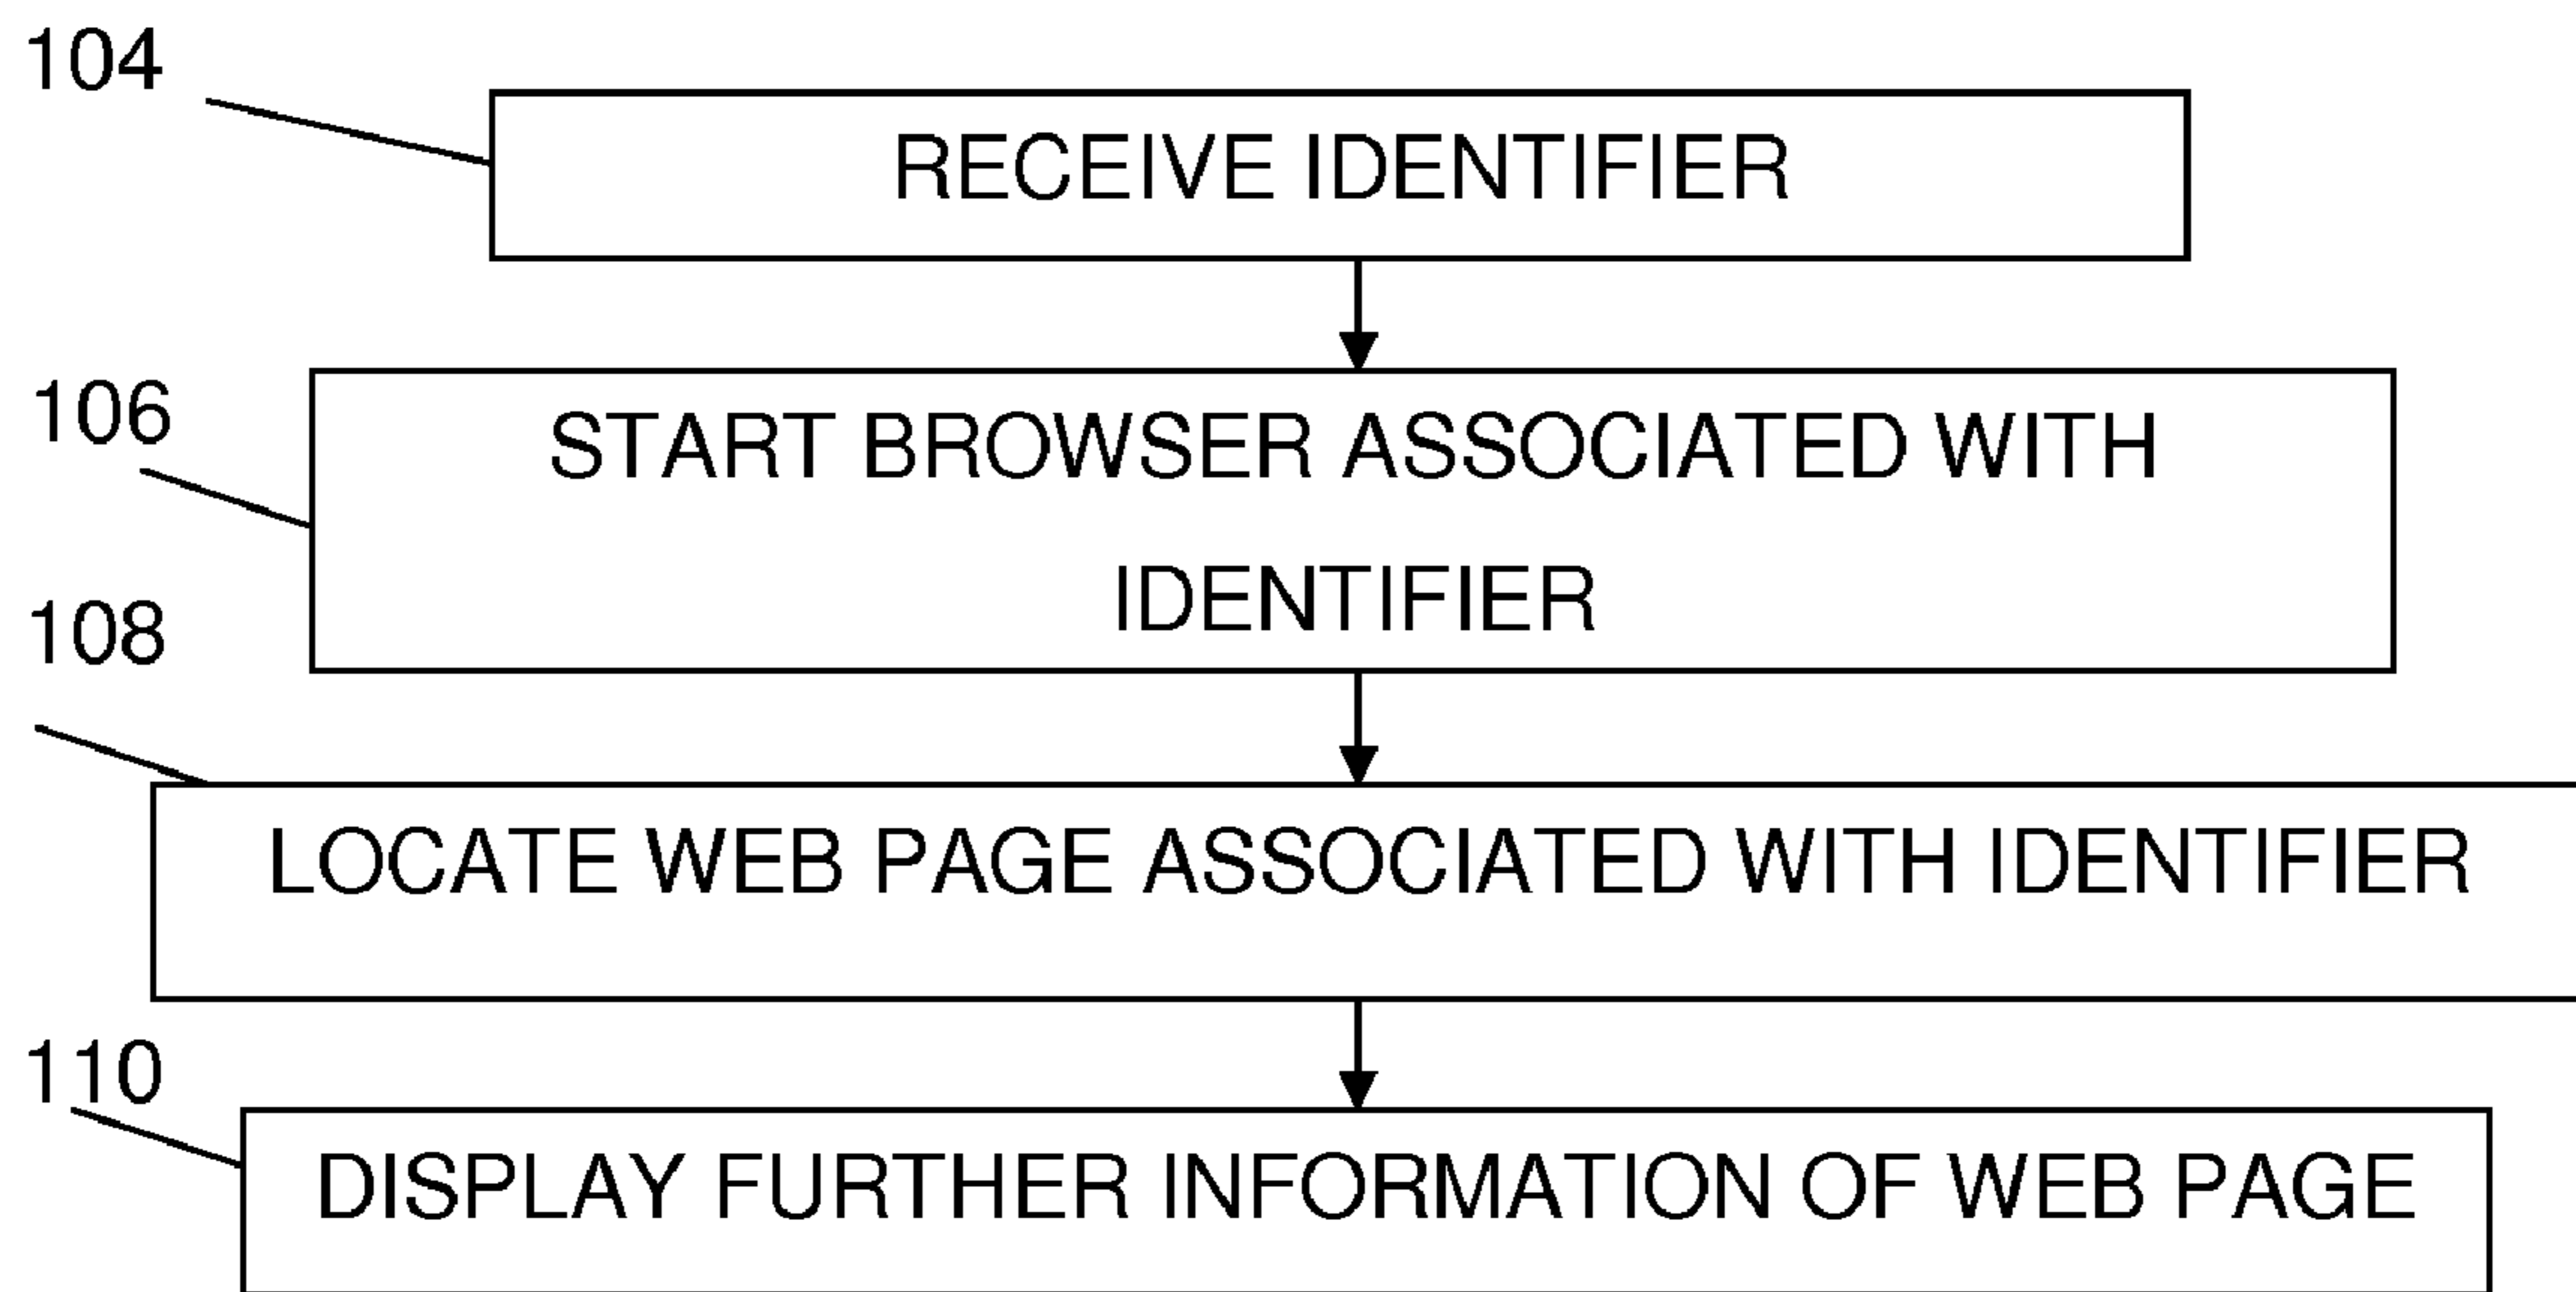 104
RECEIVE IDENTIFIER
106
START BROWSER ASSOCIATED WITH
IDENTIFIER
108
LOCATE WEB PAGE ASSOCIATED WITH IDENTIFIER
110
DISPLAY FURTHER INFORMATION OF WEB PAGE